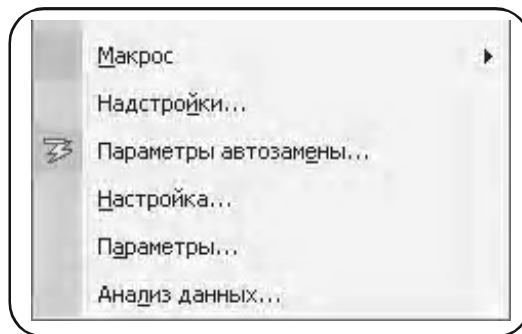 Макрос
Надстройки...
Параметры автозамены...
Настройка...
Параметры...
Анализ данных...